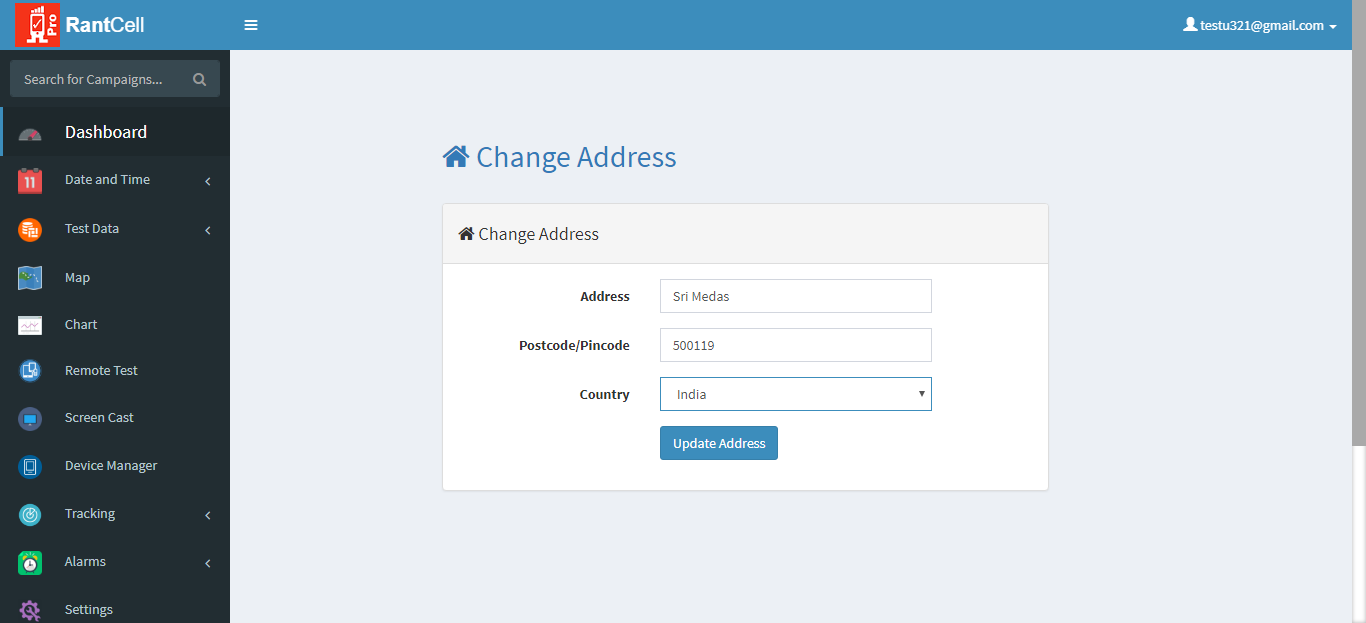 Pro
RantCell
testu321@gmail.com
Search for Campaigns...
Dashboard
11
Date and Time
Test Data
Map
Chart
Remote Test
Screen Cast
Device Manager
Tracking
Alarms
Settings
Change Address
Change Address
Address
Sri Medas
Postcode/Pincode
500119
Country
India
Update Address